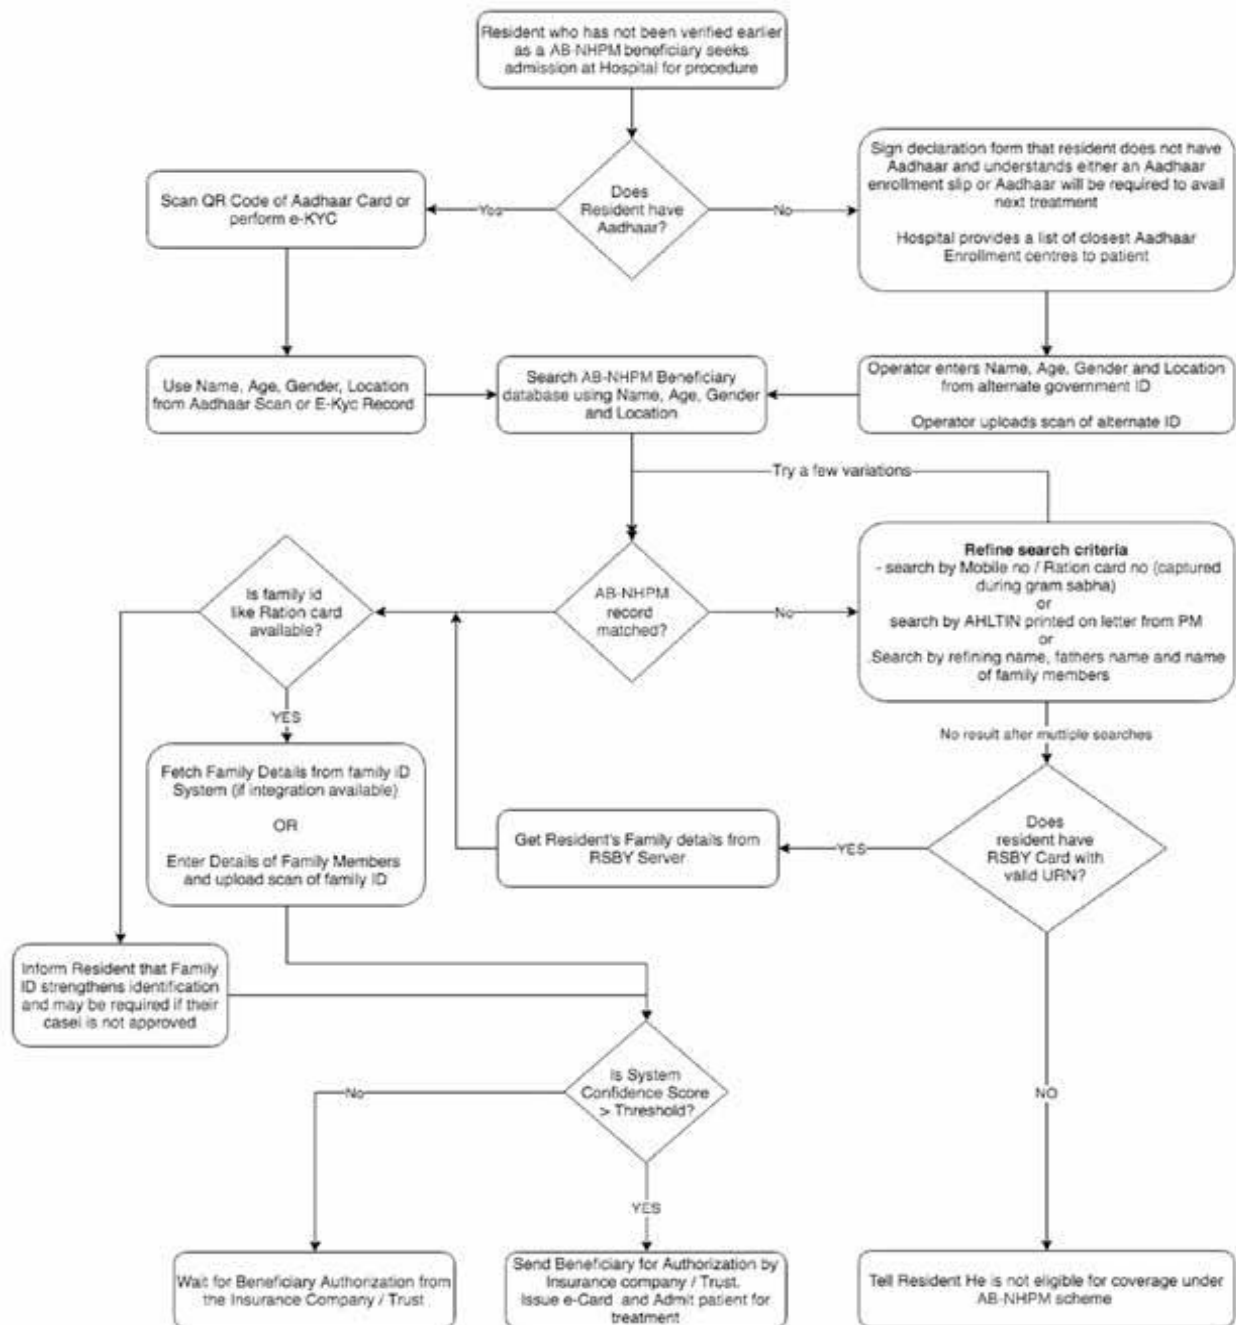 Resident who has not been verified earlier
as a AB-NHPM beneficiary seeks
admission at Hospital for procedure
Does
Resident have
Aadhaar?
Yes
No
Scan QR Code of Aadhaar Card or
perform e-KYC
Sign declaration form that resident does not have
Aadhaar and understands either an Aadhaar
enrollment slip or Aadhaar will be required to avail
next treatment
Hospital provides a list of closest Aadhaar
Enrollment centres to patient
Use Name, Age, Gender, Location
from Aadhaar Scan or E-Kyc Record
Search AB-NHPM Beneficiary
database using Name, Age, Gender
and Location
Operator enters Name, Age, Gender and Location
from alternate government ID
Operator uploads scan of alternate ID
Try a few variations
Is family id
like Ration card
available?
AB-NHPM
record
matched?
No
Refine search criteria
- search by Mobile no / Ration card no (captured
during gram sabha)
or
search by AHLTIN printed on letter from PM
or
.Search by refining name, fathers name and name
of family members
YES
No result after multiple searches
Fetch Family Details from family iD
System (if integration available)
OR
Enter Details of Family Members
and upload scan of family ID
Get Resident's Family details from
RSBY Server
YES
Does
resident have
RSBY Card with
valid URN?
Inform Resident that Family
ID strengthens identification
and may be required if their
casei is not approved
Is System
Confidence Score
> Threshold?
No
YES
NO
Wait for Beneficiary Authorization from
the Insurance Company / Trust
Send Beneficiary for Authorization by
Insurance company / Trust.
Issue e-Card and Admit patient for
treatment
Tell Resident He is not eligible for coverage under
AB-NHPM scheme